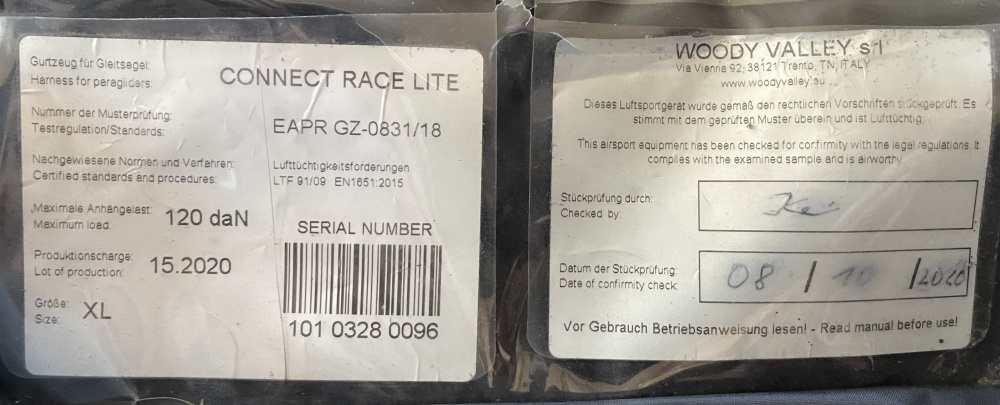 Gurtzeug für Gleitsegel:
Harness for paragliders:
CONNECT RACE LITE
Nummer der Musterprüfung:
Testregulation/Standards:
EAPR GZ-0831/18
Nachgewiesene Normen und Verfahren:
Certified standards and procedures:
Lufttüchtigkeitsforderungen
LTF 91/09 EN1651:2015
Maximale Anhängelast:
Maximum load:
120 daN
SERIAL NUMBER
Produktionscharge:
Lot of production:
15.2020
Größe:
Size:
XL
101 0328 0096
WOODY VALLEY srl
Via Vienna 92, 38121 Trento, TN, ITALY
www.woodyvalley.eu
Dieses Luftsportgerät wurde gemäß den rechtlichen Vorschriften stückgeprüft. Es
stimmt mit dem geprüften Muster überein und ist Lufttüchtig.
This airsport equipment has been checked for confirmity with the legal regulations. It
complies with the examined sample and is airworthy.
Stückprüfung durch:
Checked by:
Datum der Stückprüfung:
Date of confirmity check:
08 / 10 / 2020
Vor Gebrauch Betriebsanweisung lesen! - Read manual before use!